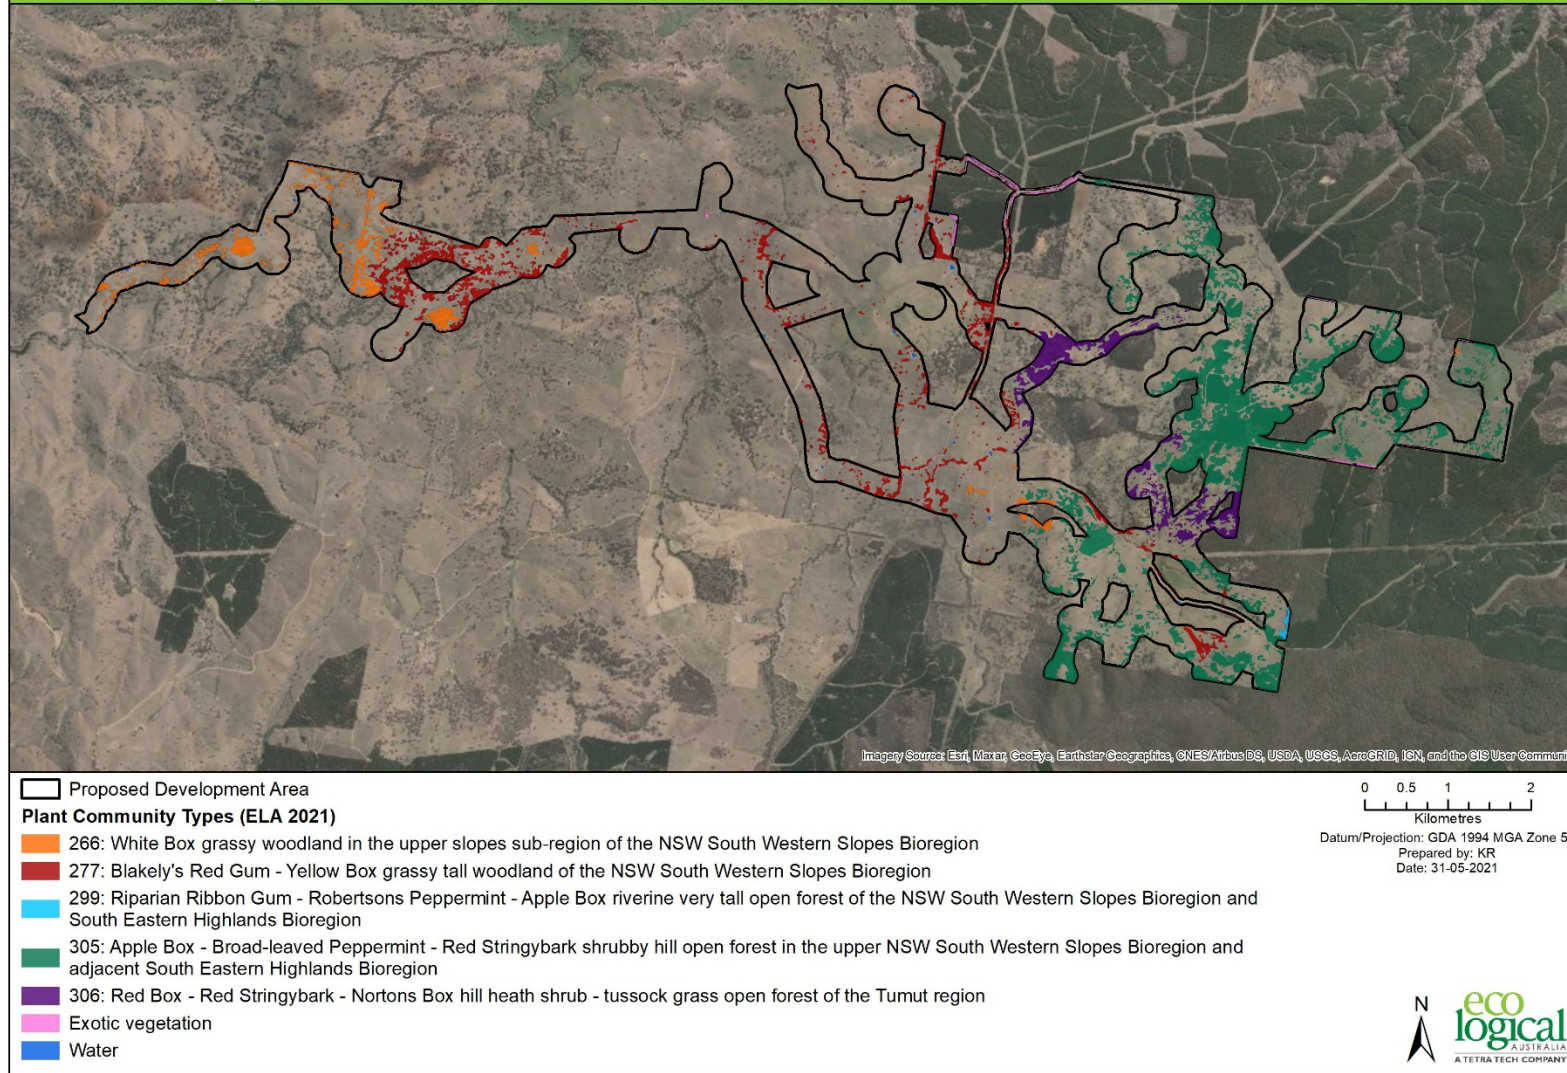 Imagery Source: Esri, Maxar, GeoEye, Earthstar Geographics, CNES/Airbus DS, USDA, USGS, AeroGRID, IGN, and the GIS User Communi
Proposed Development Area
Plant Community Types (ELA 2021)
266: White Box grassy woodland in the upper slopes sub-region of the NSW South Western Slopes Bioregion
277: Blakely's Red Gum - Yellow Box grassy tall woodland of the NSW South Western Slopes Bioregion
299: Riparian Ribbon Gum - Robertsons Peppermint - Apple Box riverine very tall open forest of the NSW South Western Slopes Bioregion and
South Eastern Highlands Bioregion
305: Apple Box - Broad-leaved Peppermint - Red Stringybark shrubby hill open forest in the upper NSW South Western Slopes Bioregion and
adjacent South Eastern Highlands Bioregion
306: Red Box - Red Stringybark - Nortons Box hill heath shrub - tussock grass open forest of the Tumut region
Exotic vegetation
Water
0 0.5 1 2
Kilometres
Datum/Projection: GDA 1994 MGA Zone 5
Prepared by: KR
Date: 31-05-2021
N
eco
logical
AUSTRALIA
A TETRA TECH COMPANY